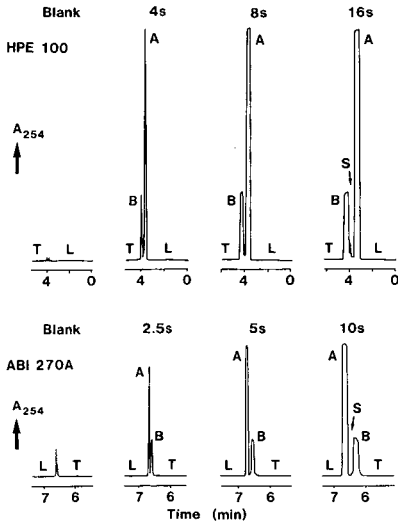 Blank 4s 8s 16s
HPE 100
A
A
A
A254
S
B
B
B
T L T L T L T L
4 0 4 0 4 0 4 0
Blank 2.5s 5s 10s
ABI 270A
A
A
A
A254
S
B
B
B
L T L T L T L T
7 6 7 6 7 6 7 6
Time (min)